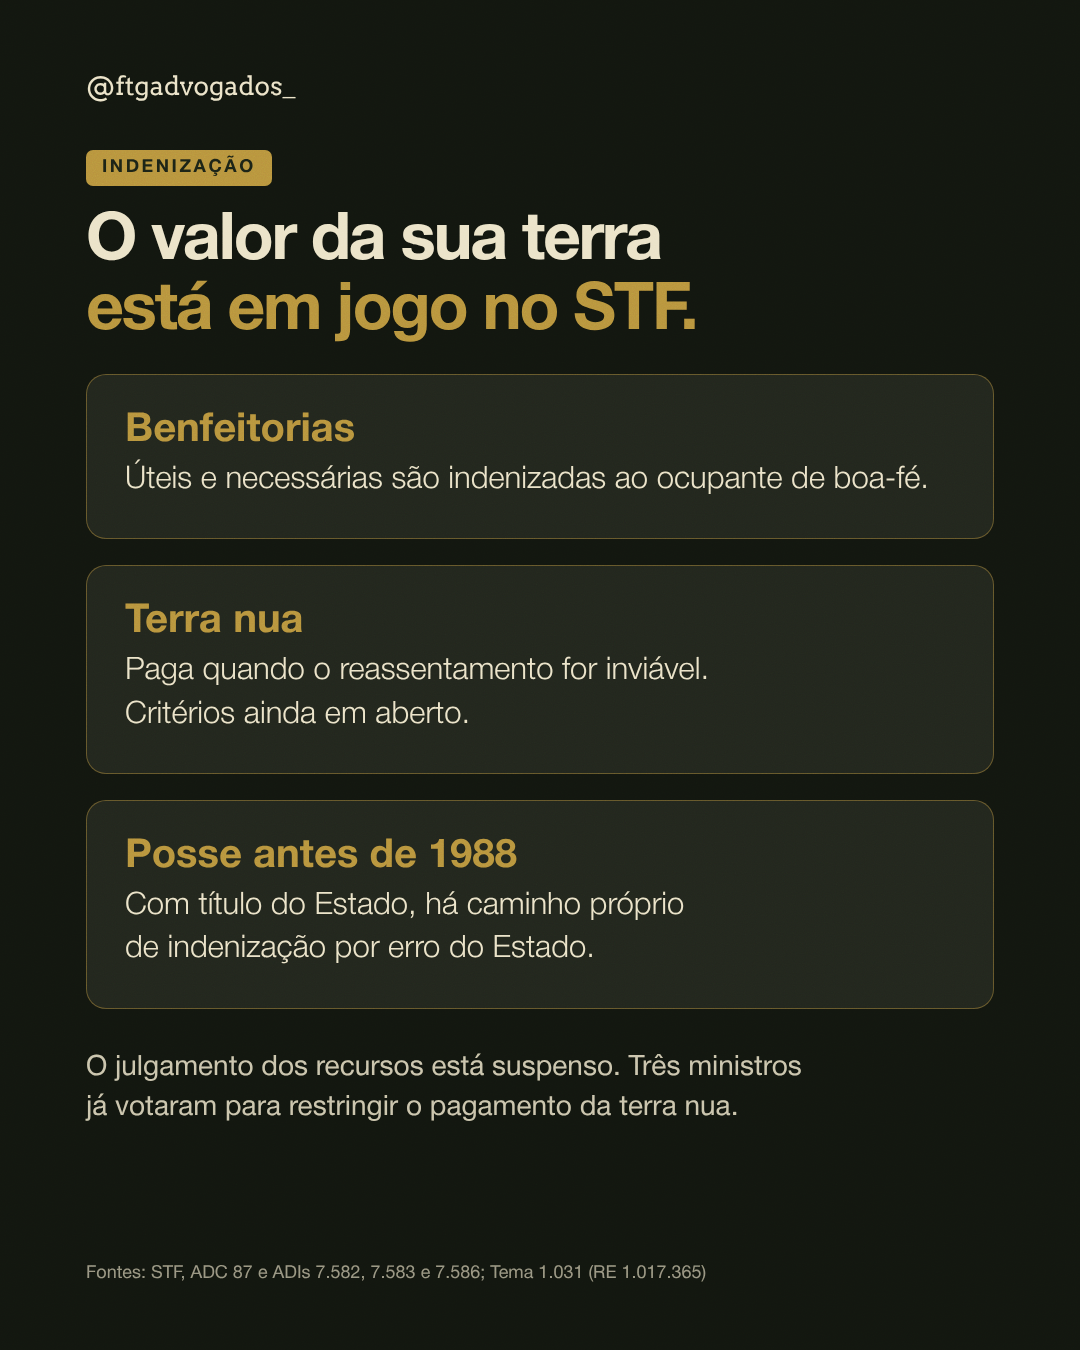 @ftgadvogados_
INDENIZAÇÃO
O valor da sua terra
está em jogo no STF.
Benfeitorias
Úteis e necessárias são indenizadas ao ocupante de boa-fé.
Terra nua
Paga quando o reassentamento for inviável.
Critérios ainda em aberto.
Posse antes de 1988
Com título do Estado, há caminho próprio
de indenização por erro do Estado.
O julgamento dos recursos está suspenso. Três ministros
já votaram para restringir o pagamento da terra nua.
Fontes: STF, ADC 87 e ADIs 7.582, 7.583 e 7.586; Tema 1.031 (RE 1.017.365)